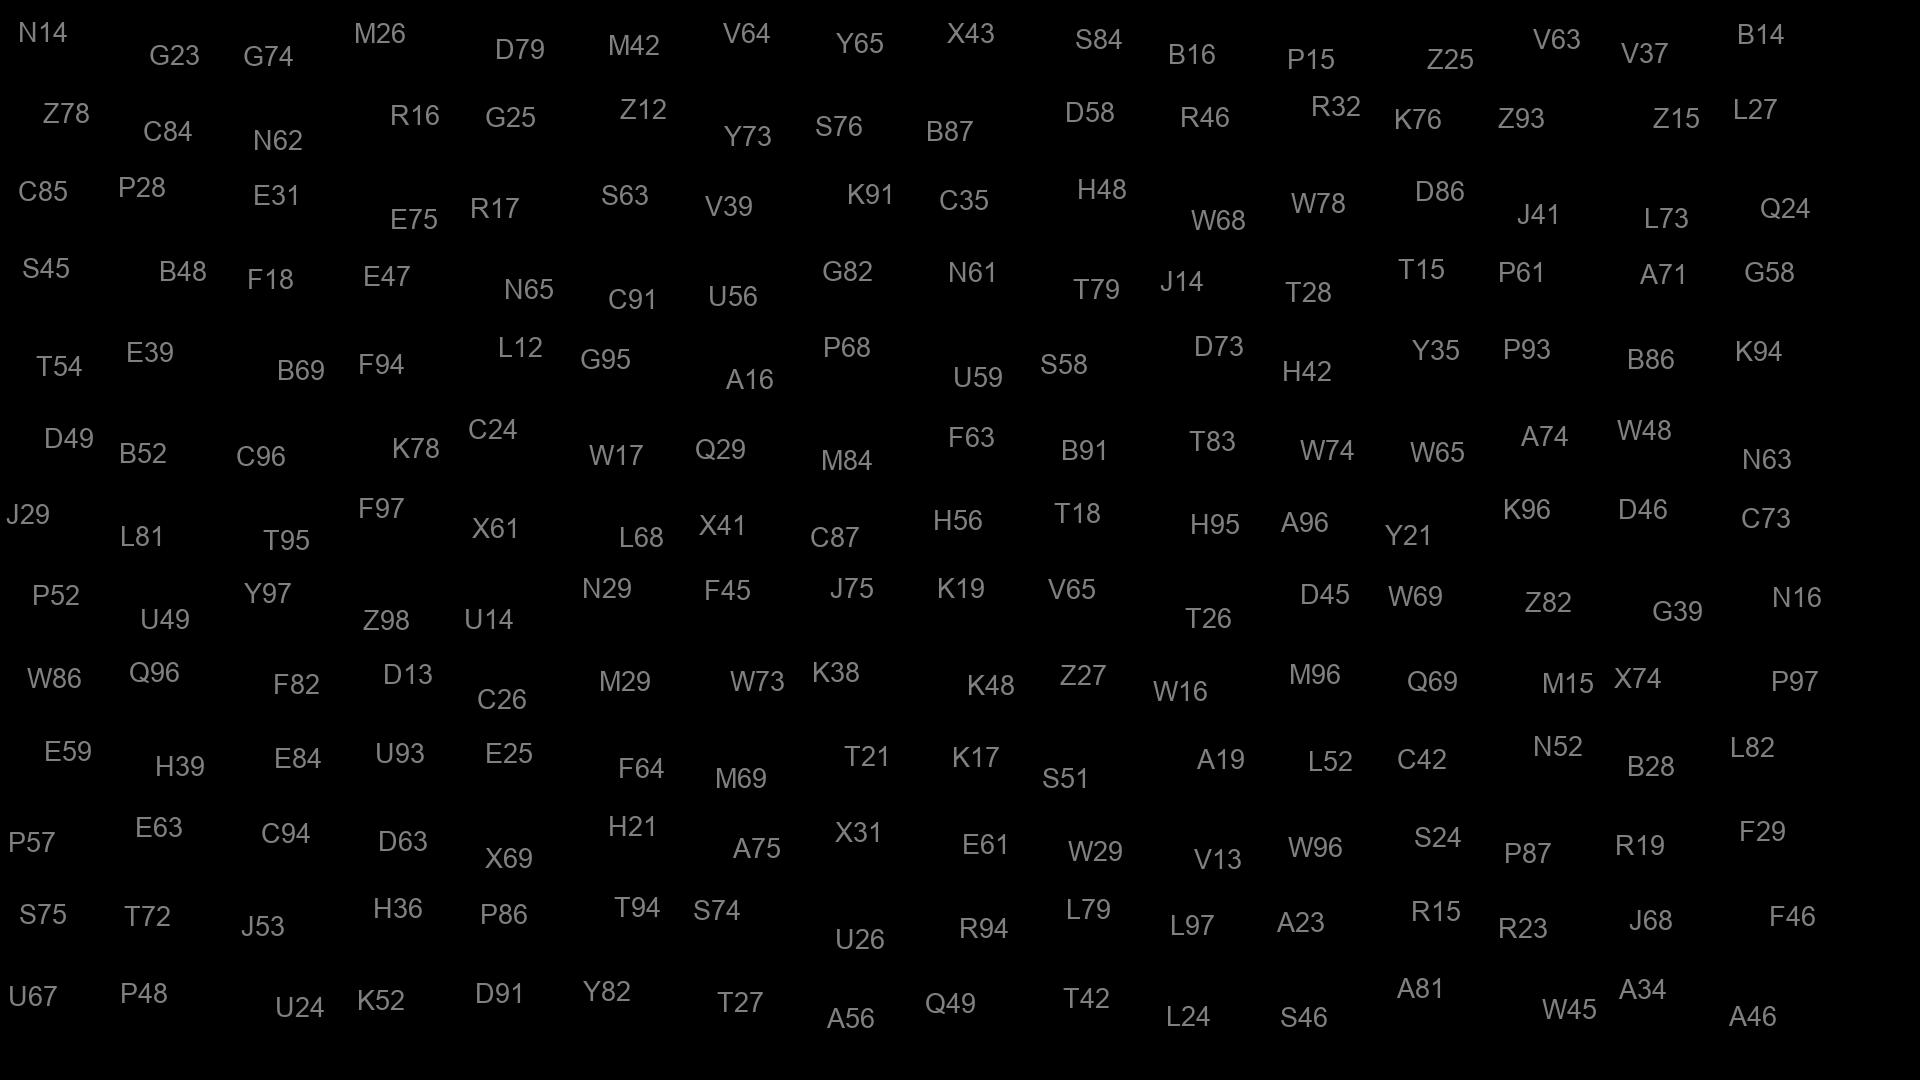 N14 G23 G74 M26 D79 M42 V64 Y65 X43 S84 B16 P15 Z25 V63 V37 B14
Z78 C84 N62 R16 G25 Z12 Y73 S76 B87 D58 R46 R32 K76 Z93 Z15 L27
C85 P28 E31 E75 R17 S63 V39 K91 C35 H48 W68 W78 D86 J41 L73 Q24
S45 B48 F18 E47 N65 C91 U56 G82 N61 T79 J14 T28 T15 P61 A71 G58
T54 E39 B69 F94 L12 G95 A16 P68 U59 S58 D73 H42 Y35 P93 B86 K94
D49 B52 C96 K78 C24 W17 Q29 M84 F63 B91 T83 W74 W65 A74 W48 N63
J29 L81 T95 F97 X61 L68 X41 C87 H56 T18 H95 A96 Y21 K96 D46 C73
P52 U49 Y97 Z98 U14 N29 F45 J75 K19 V65 T26 D45 W69 Z82 G39 N16
W86 Q96 F82 D13 C26 M29 W73 K38 K48 Z27 W16 M96 Q69 M15 X74 P97
E59 H39 E84 U93 E25 F64 M69 T21 K17 S51 A19 L52 C42 N52 B28 L82
P57 E63 C94 D63 X69 H21 A75 X31 E61 W29 V13 W96 S24 P87 R19 F29
S75 T72 J53 H36 P86 T94 S74 U26 R94 L79 L97 A23 R15 R23 J68 F46
U67 P48 U24 K52 D91 Y82 T27 A56 Q49 T42 L24 S46 A81 W45 A34 A46